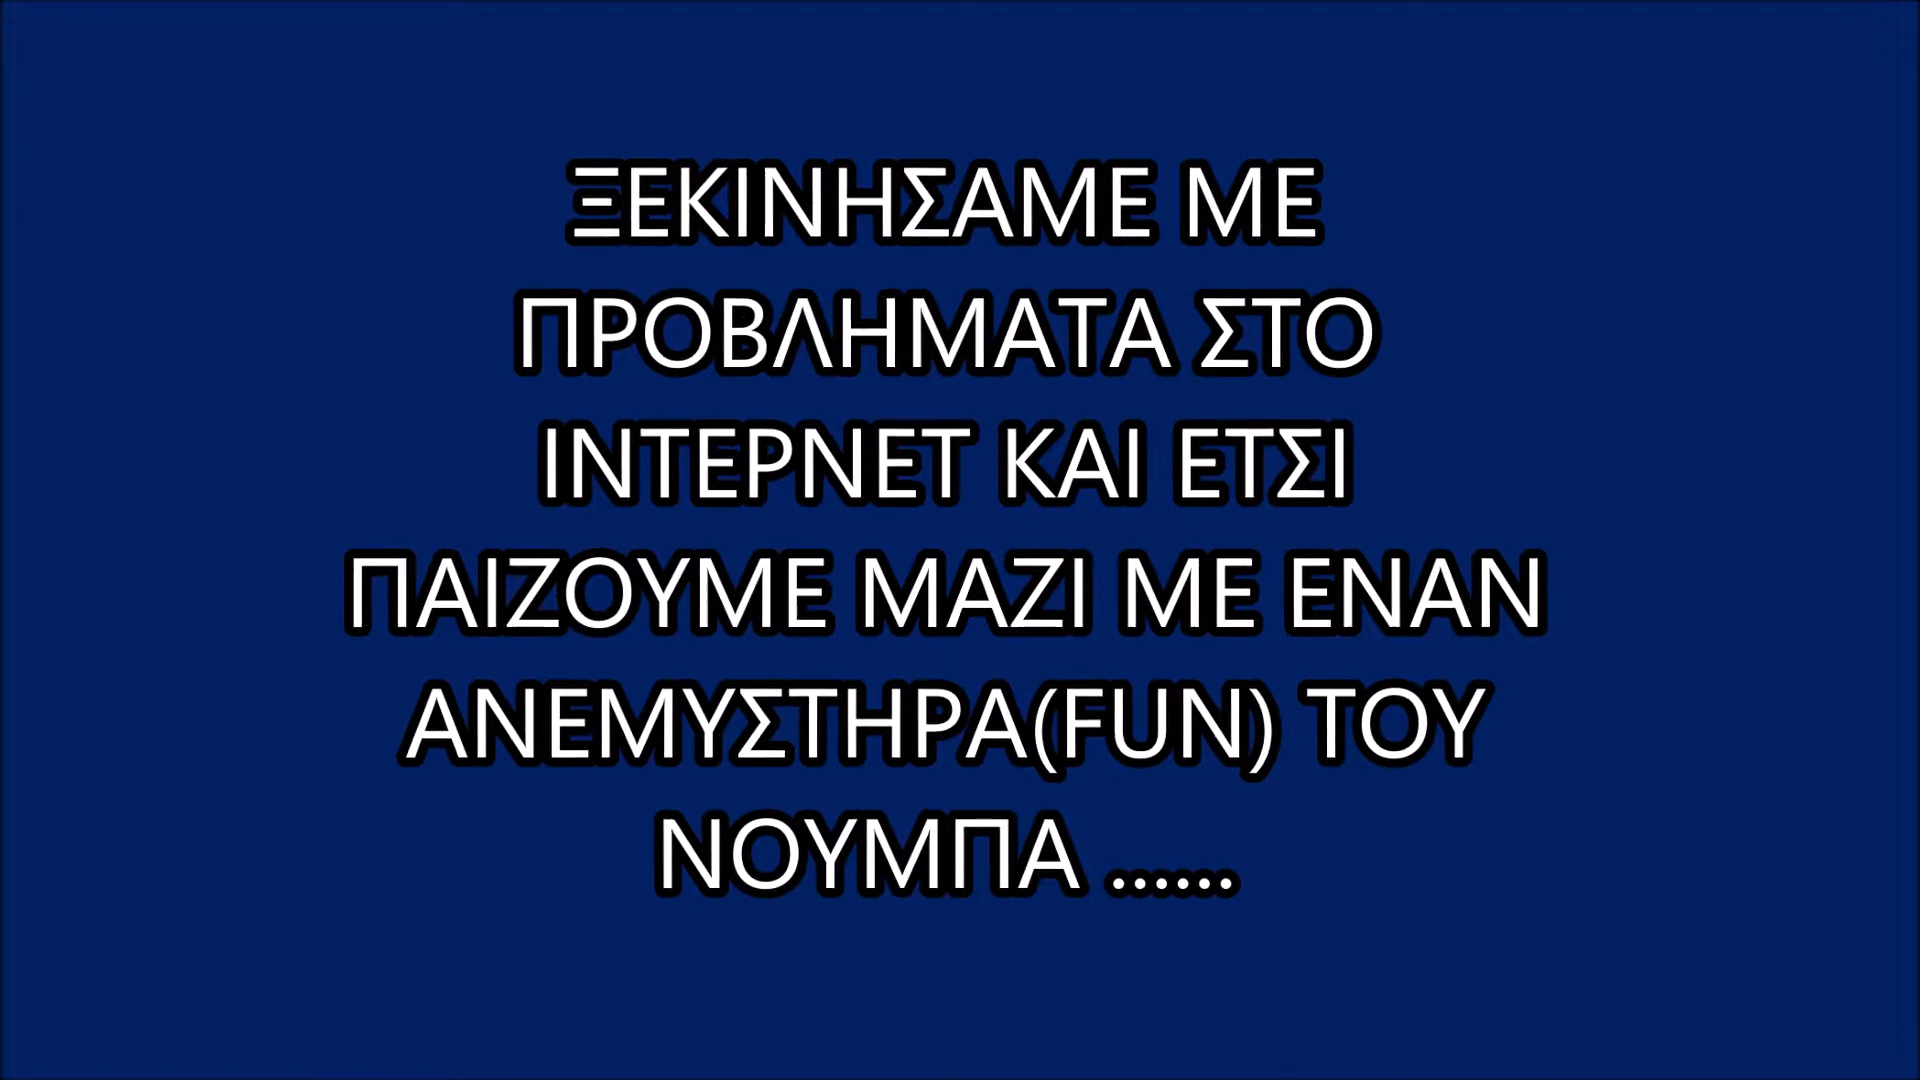 ΞΕΚΙΝΗΣΑΜΕ ΜΕ
ΠΡΟΒΛΗΜΑΤΑ ΣΤΟ
ΙΝΤΕΡΝΕΤ ΚΑΙ ΕΤΣΙ
ΠΑΙΖΟΥΜΕ ΜΑΖΙ ΜΕ ΕΝΑΝ
ΑΝΕΜΥΣΤΗΡΑ(FUN) ΤΟΥ
ΝΟΥΜΠΑ ......